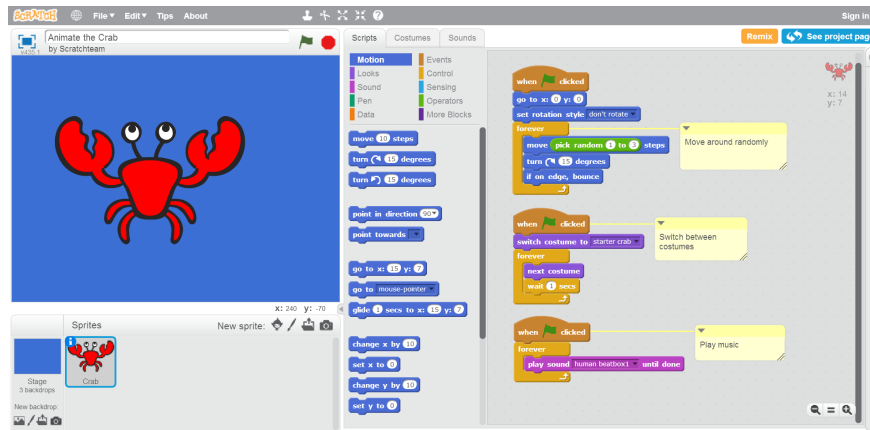 SCRATCH File Edit Tips About Sign in
Animate the Crab
by Scratchteam
v435.1
Scripts Costumes Sounds
Remix See project page
Motion Events
Looks Control
Sound Sensing
Pen Operators
Data More Blocks
move 10 steps
turn 15 degrees
turn 15 degrees
point in direction 90
point towards
go to x: 15 y: 7
go to mouse-pointer
glide 1 secs to x: 15 y: 7
change x by 10
set x to 0
change y by 10
set y to 0
when clicked
go to x: 0 y: 0
set rotation style don't rotate
forever
move pick random 1 to 3 steps
turn 15 degrees
if on edge, bounce
Move around randomly
when clicked
switch costume to starter crab
forever
next costume
wait 1 secs
Switch between
costumes
when clicked
forever
play sound human beatbox1 until done
Play music
x: 14
y: 7
x: 240 y: -70
Sprites New sprite:
Stage
3 backdrops
New backdrop:
Crab